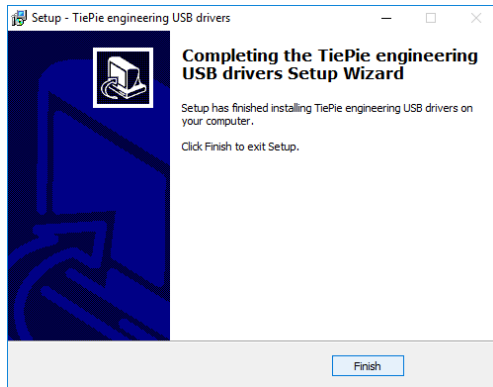 Setup - TiePie engineering USB drivers
Completing the TiePie engineering
USB drivers Setup Wizard
Setup has finished installing TiePie engineering USB drivers on
your computer.
Click Finish to exit Setup.
Finish